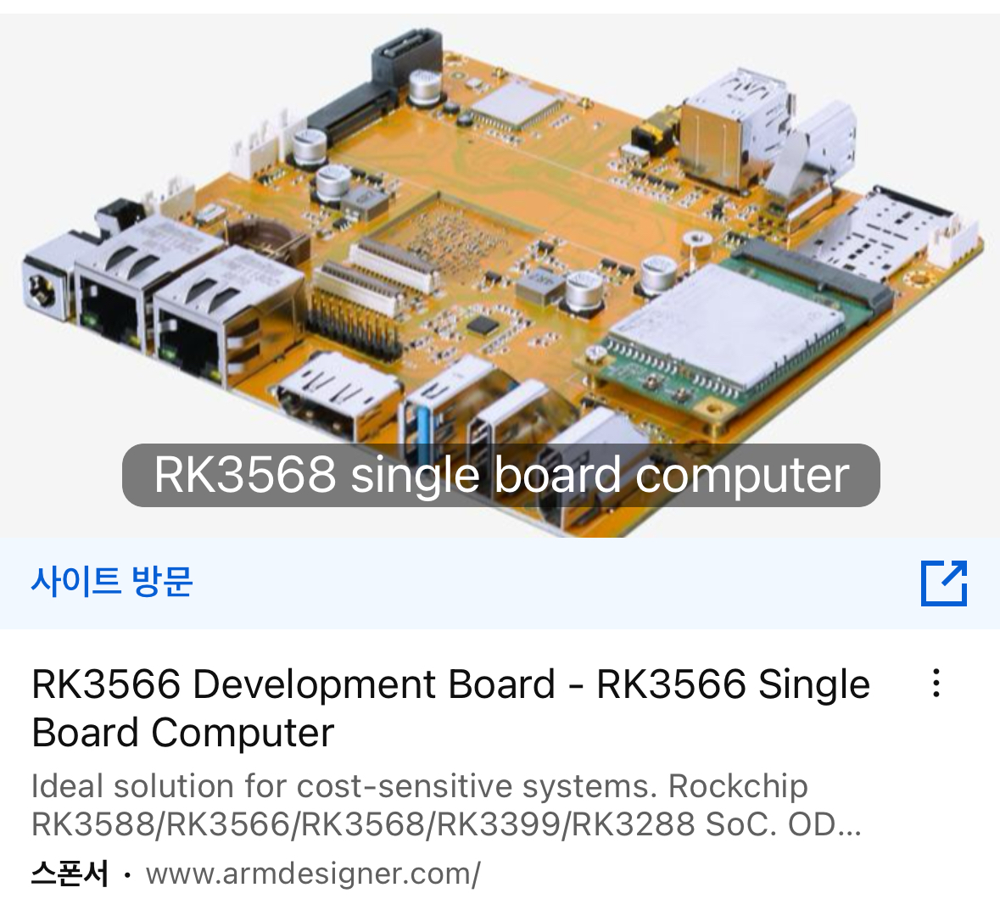 RK3568 single board computer
사이트 방문
RK3566 Development Board - RK3566 Single
Board Computer
Ideal solution for cost-sensitive systems. Rockchip
RK3588/RK3566/RK3568/RK3399/RK3288 SoC. OD...
스폰서 · www.armdesigner.com/